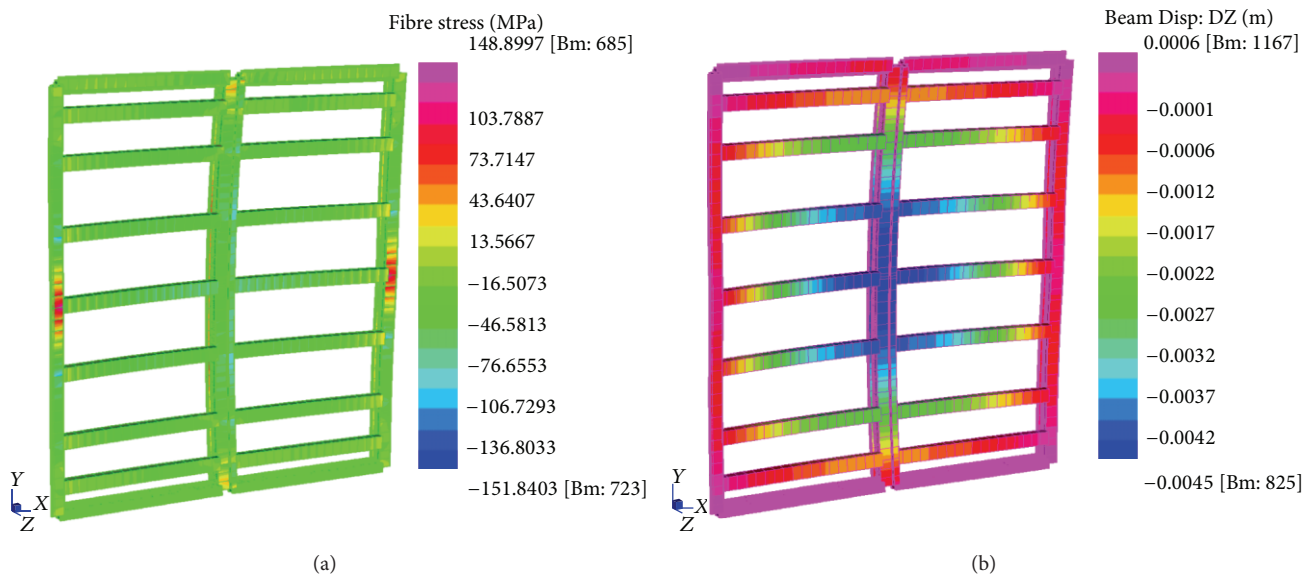 Fibre stress (MPa)
148.8997 [Bm: 685]
103.7887
73.7147
43.6407
13.5667
−16.5073
−46.5813
−76.6553
−106.7293
−136.8033
−151.8403 [Bm: 723]
Y
X
Z
(a)
Beam Disp: DZ (m)
0.0006 [Bm: 1167]
−0.0001
−0.0006
−0.0012
−0.0017
−0.0022
−0.0027
−0.0032
−0.0037
−0.0042
−0.0045 [Bm: 825]
Y
X
Z
(b)